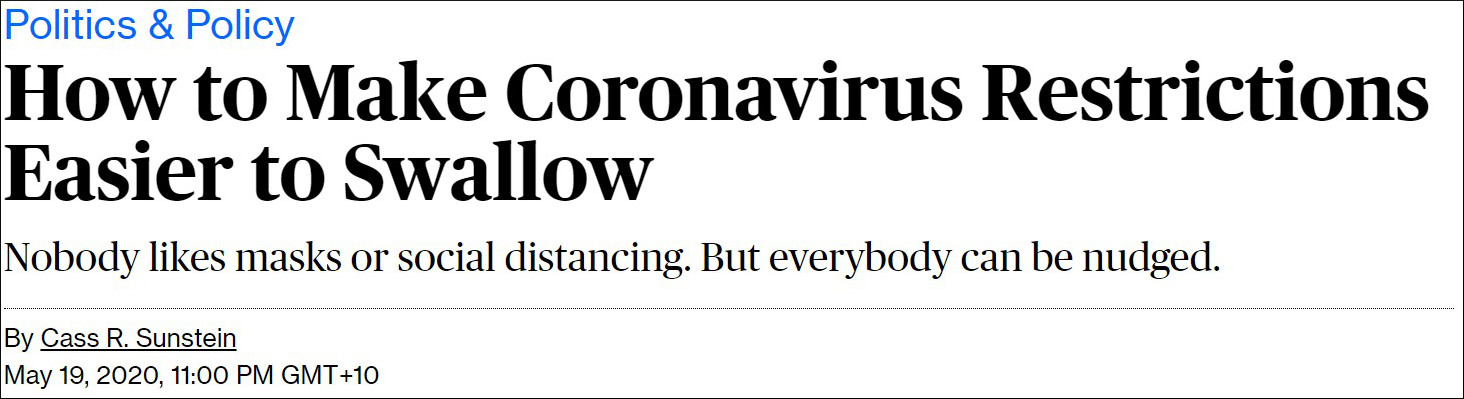 Politics & Policy
How to Make Coronavirus Restrictions
Easier to Swallow
Nobody likes masks or social distancing. But everybody can be nudged.
By Cass R. Sunstein
May 19, 2020, 11:00 PM GMT+10